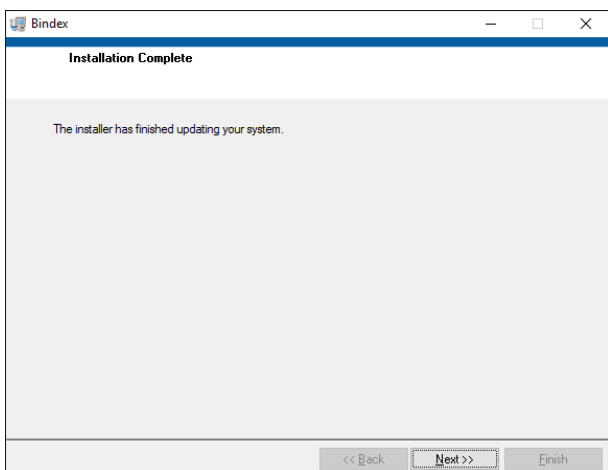 Bindex
Installation Complete
The installer has finished updating your system.
<< Back Next >> Finish